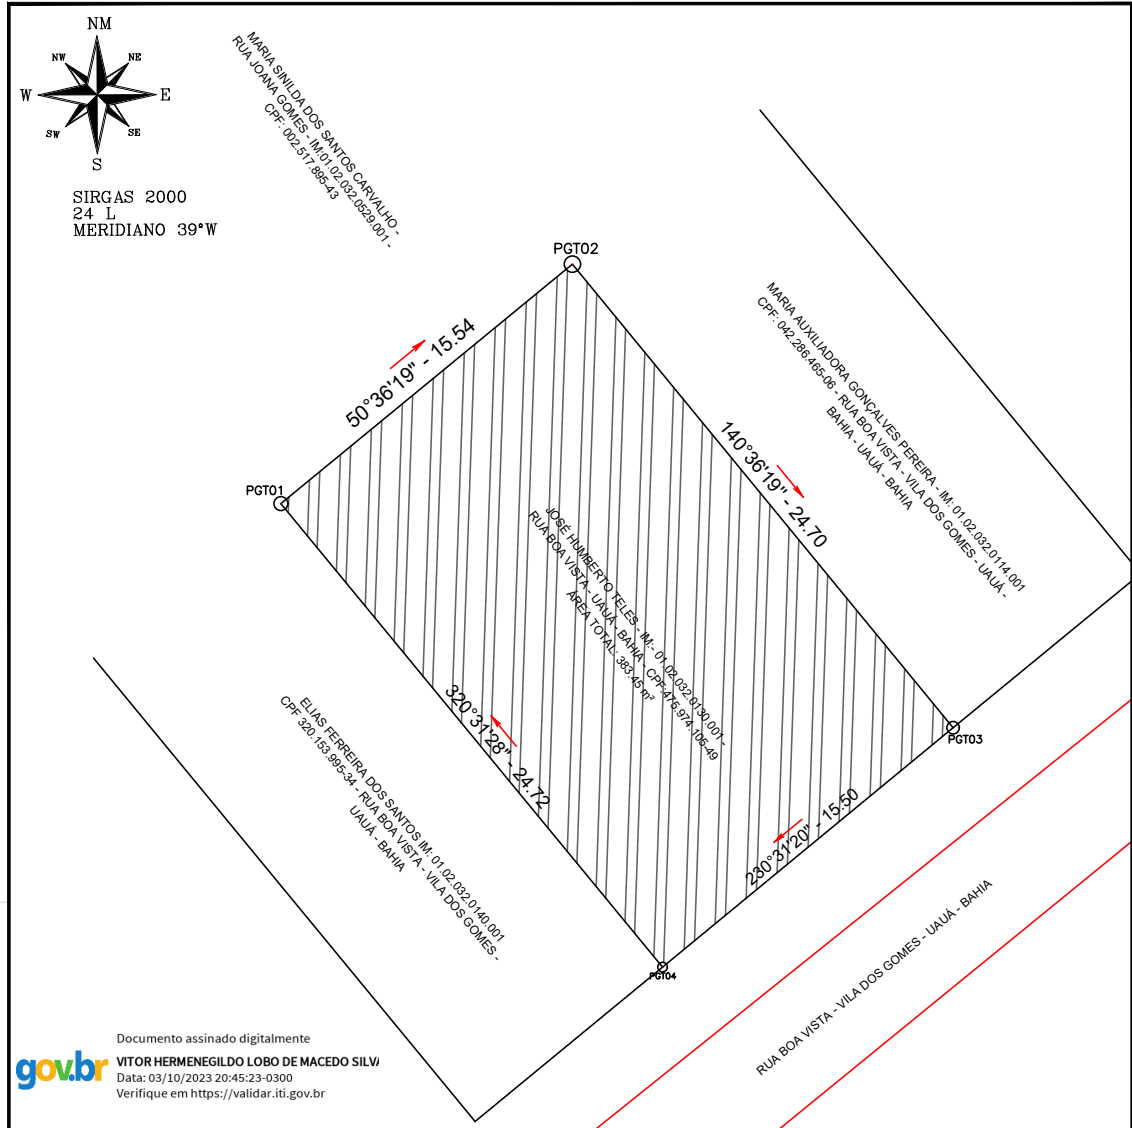 NM
NW
NE
W
E
SW
SE
S
SIRGAS 2000
24 L
MERIDIANO 39°W
MARIA SINILDA DOS SANTOS CARVALHO -
RUA JOANA GOMES - IM:01.02.032.0529.001 -
CPF: 002.517.895-43
PGT02
50°36'19" - 15.54
MARIA AUXILIADORA GONÇALVES PEREIRA - IM: 01.02.032.0114.001
CPF: 042.286.465-06 - RUA BOA VISTA - VILA DOS GOMES - UAUÁ -
BAHIA - UAUÁ - BAHIA
140°36'19" - 24.70
PGT01
JOSÉ HUMBERTO TELES - IM:- 01.02.032.0130.001 -
RUA BOA VISTA - UAUÁ - BAHIA - CPF:475.974.105-49
ÁREA TOTAL: 383.45 m²
320°31'28" - 24.72
PGT03
ELIAS FERREIRA DOS SANTOS IM: 01.02.032.0140.001
CPF 320.153.995-34 - RUA BOA VISTA - VILA DOS GOMES -
UAUÁ - BAHIA
230°31'20" - 15.50
PGT04
RUA BOA VISTA - VILA DOS GOMES - UAUÁ - BAHIA
gov.br
Documento assinado digitalmente
VITOR HERMENEGILDO LOBO DE MACEDO SILVA
Data: 03/10/2023 20:45:23-0300
Verifique em https://validar.iti.gov.br